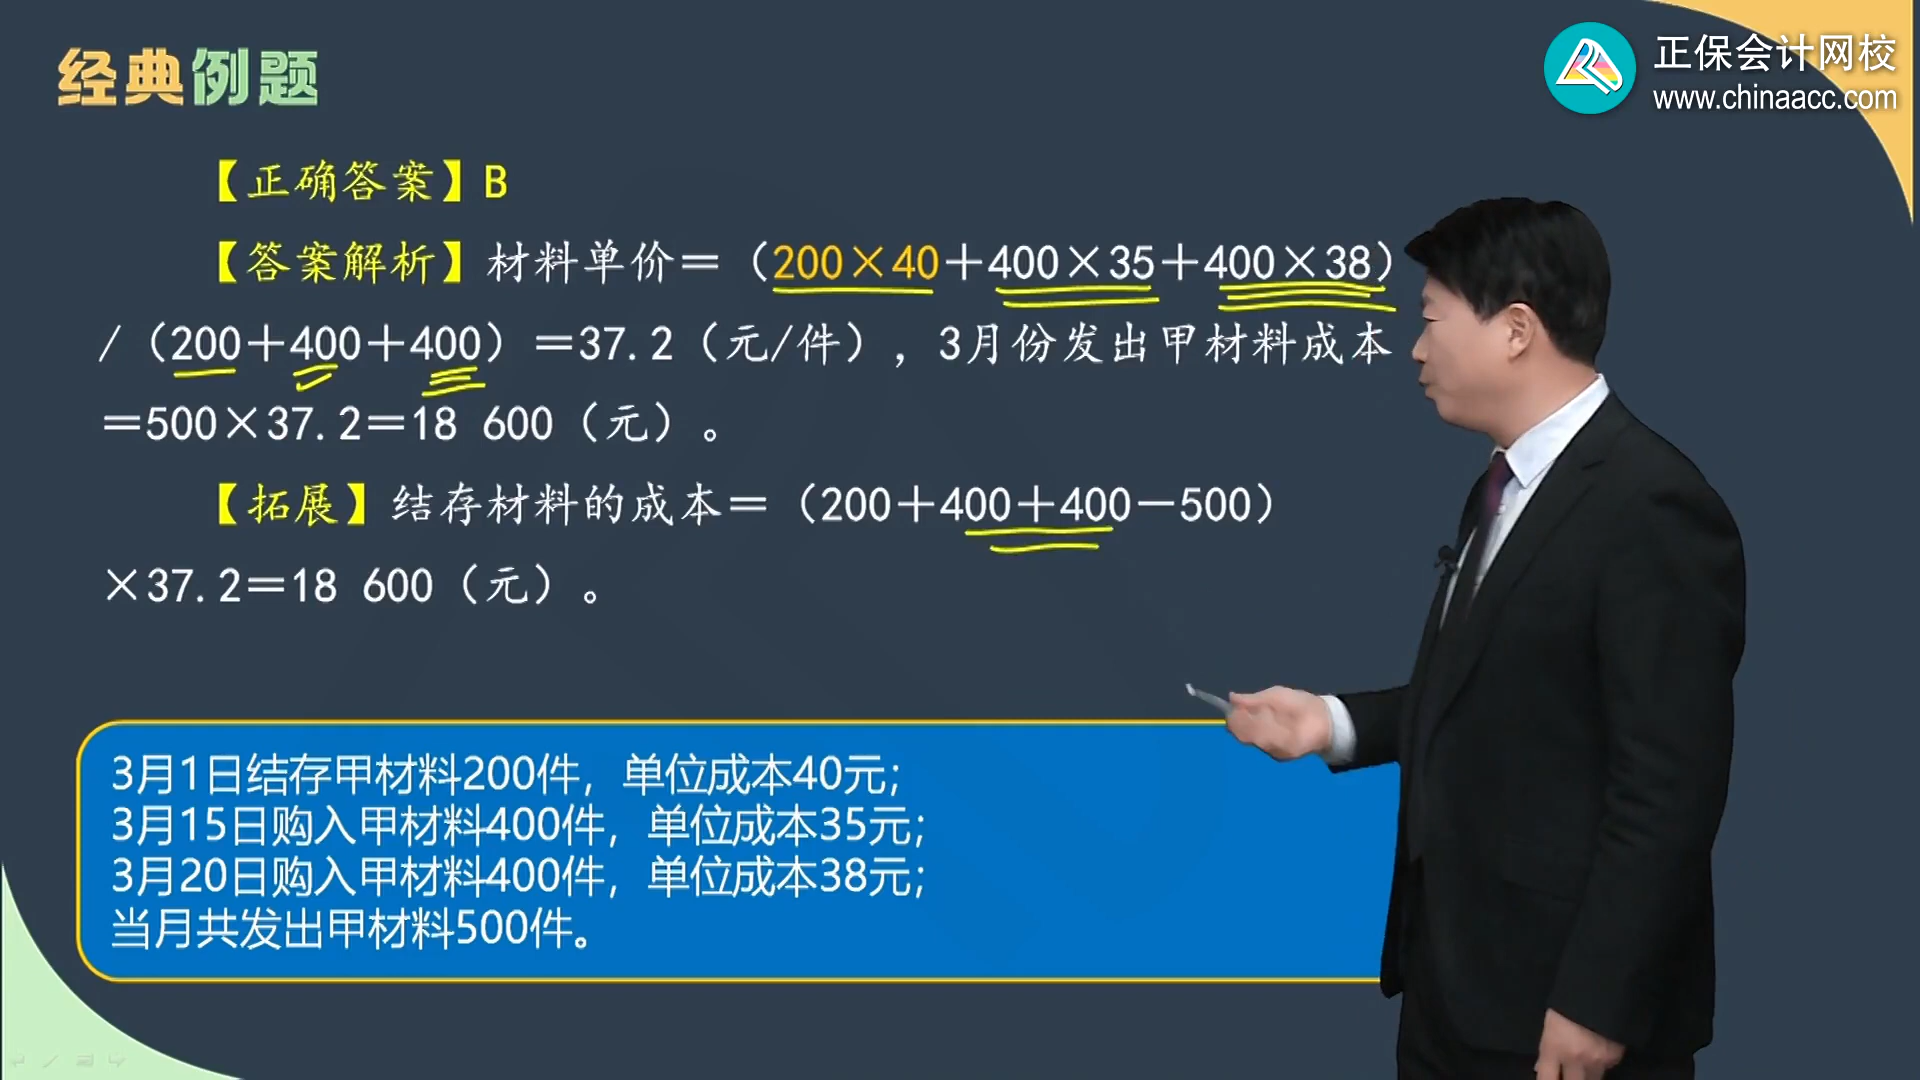 经典例题
正保会计网校
www.chinaacc.com
【正确答案】B
【答案解析】材料单价＝（200×40＋400×35＋400×38）
/（200＋400＋400）＝37.2（元/件），3月份发出甲材料成本
＝500×37.2＝18 600（元）。
【拓展】结存材料的成本＝（200＋400＋400－500）
×37.2＝18 600（元）。
3月1日结存甲材料200件，单位成本40元；
3月15日购入甲材料400件，单位成本35元；
3月20日购入甲材料400件，单位成本38元；
当月共发出甲材料500件。